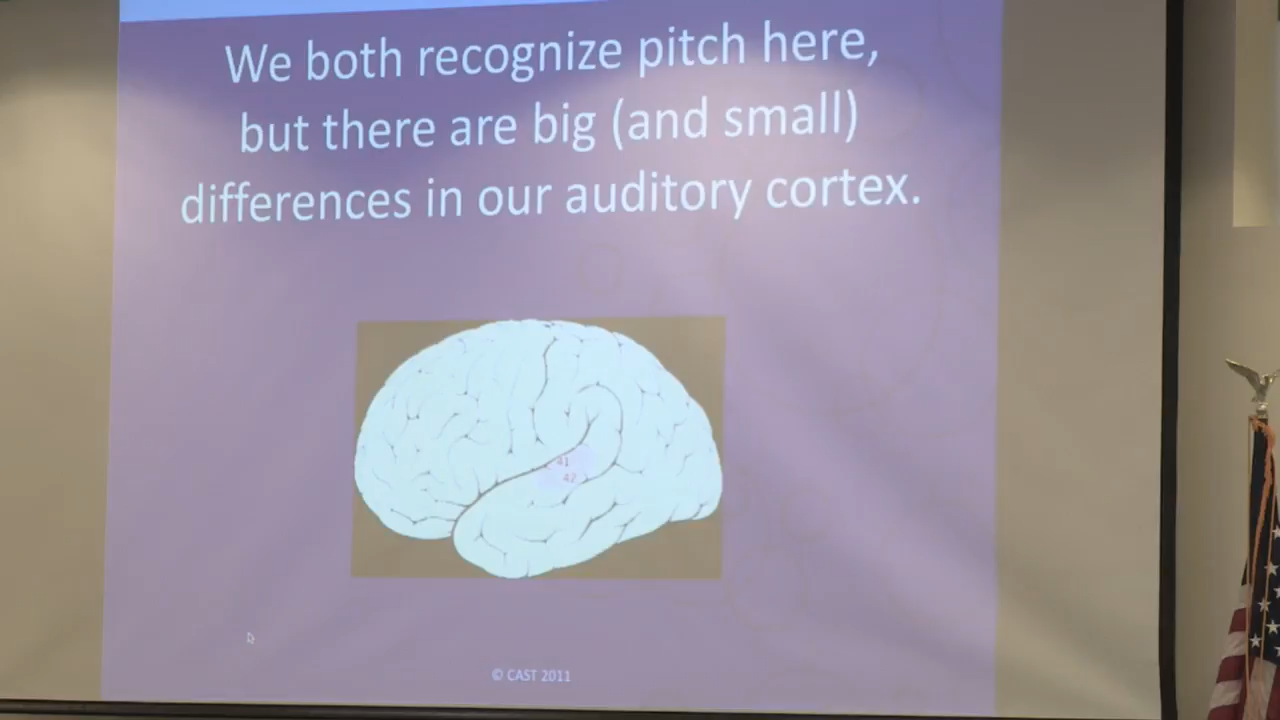 We both recognize pitch here,
but there are big (and small)
differences in our auditory cortex.
41
42
© CAST 2011